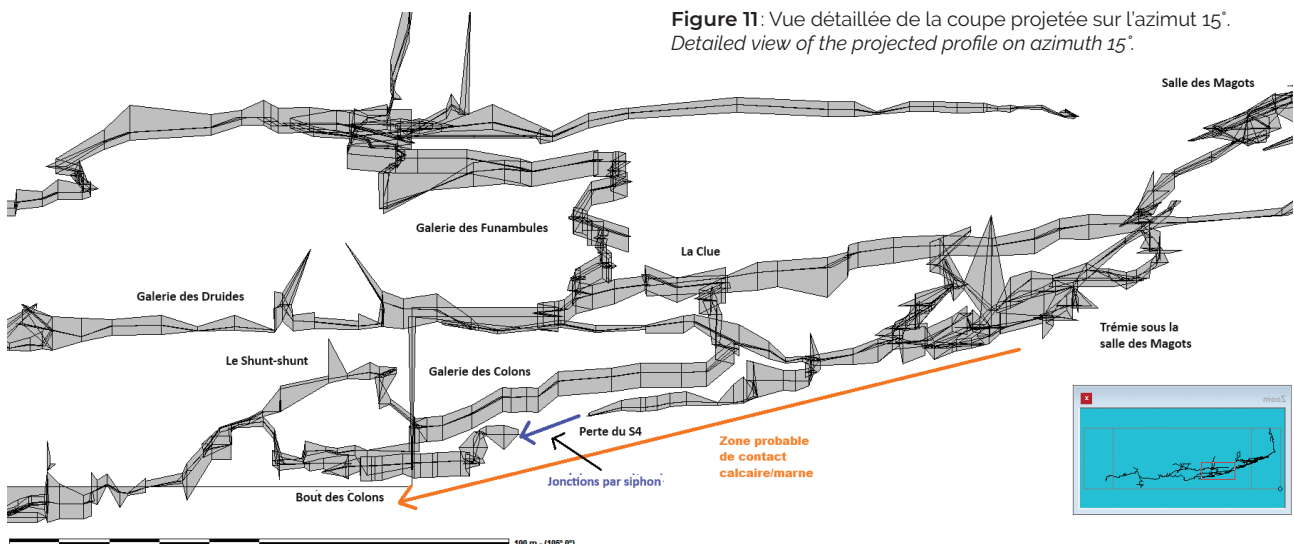 Figure 11 : Vue détaillée de la coupe projetée sur l'azimut 15°.
Detailed view of the projected profile on azimuth 15°.
Salle des Magots
Galerie des Funambules
La Clue
Galerie des Druides
Trémie sous la
salle des Magots
Le Shunt-shunt
Galerie des Colons
Perte du S4
Zone probable
de contact
calcaire/marne
Jonctions par siphon
Bout des Colons
x
Zoom
100 m - (105° 0°)